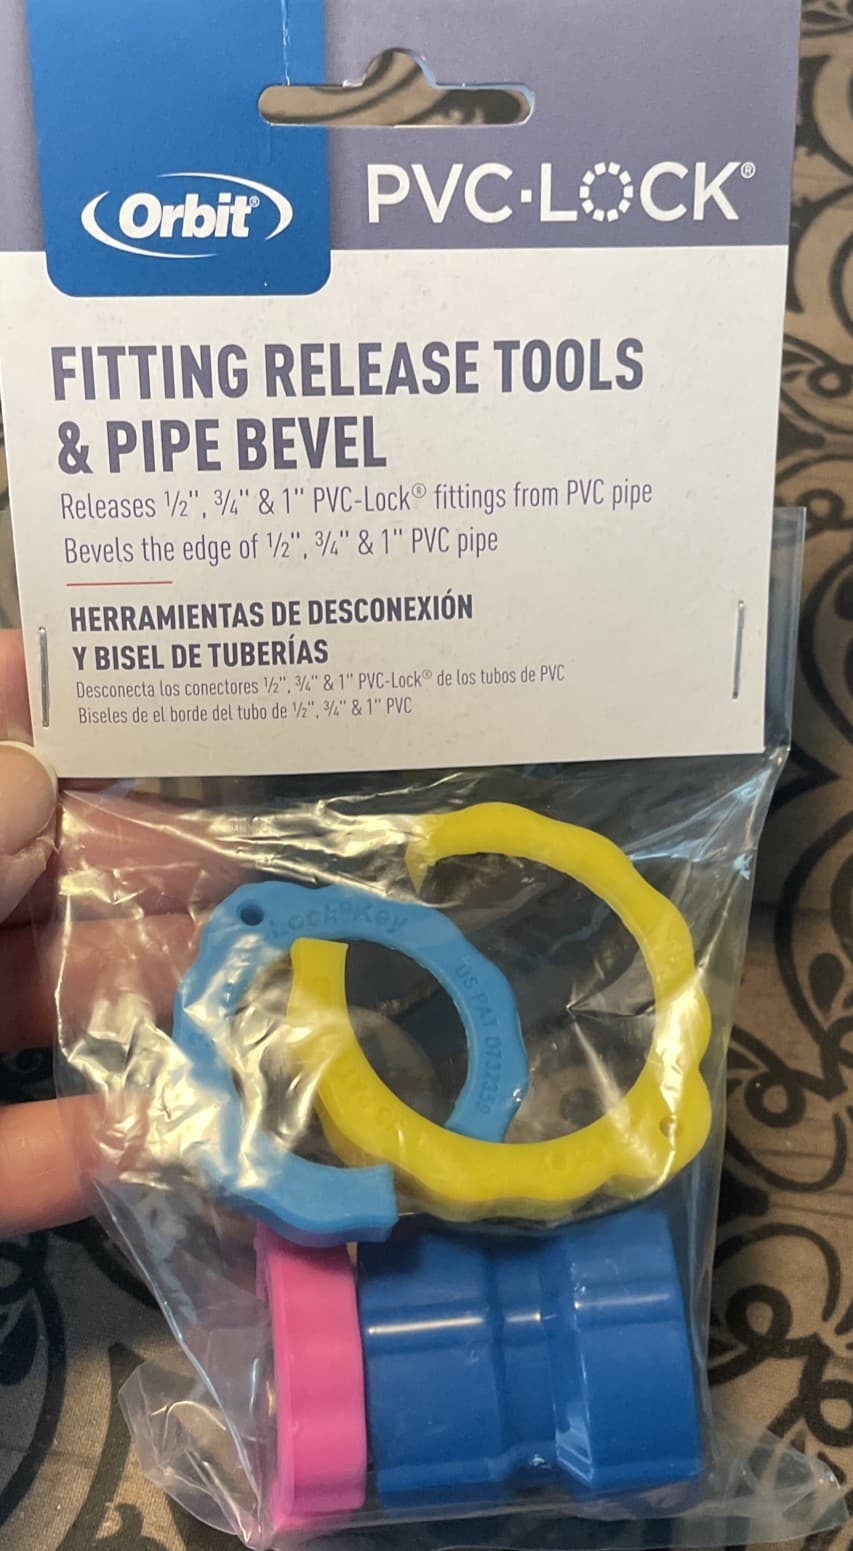 Orbit®
PVC·LOCK®
FITTING RELEASE TOOLS
& PIPE BEVEL
Releases 1/2", 3/4" & 1" PVC-Lock® fittings from PVC pipe
Bevels the edge of 1/2", 3/4" & 1" PVC pipe
HERRAMIENTAS DE DESCONEXIÓN
Y BISEL DE TUBERÍAS
Desconecta los conectores 1/2", 3/4" & 1" PVC-Lock® de los tubos de PVC
Biseles de el borde del tubo de 1/2", 3/4" & 1" PVC
Lock®Key
US PAT